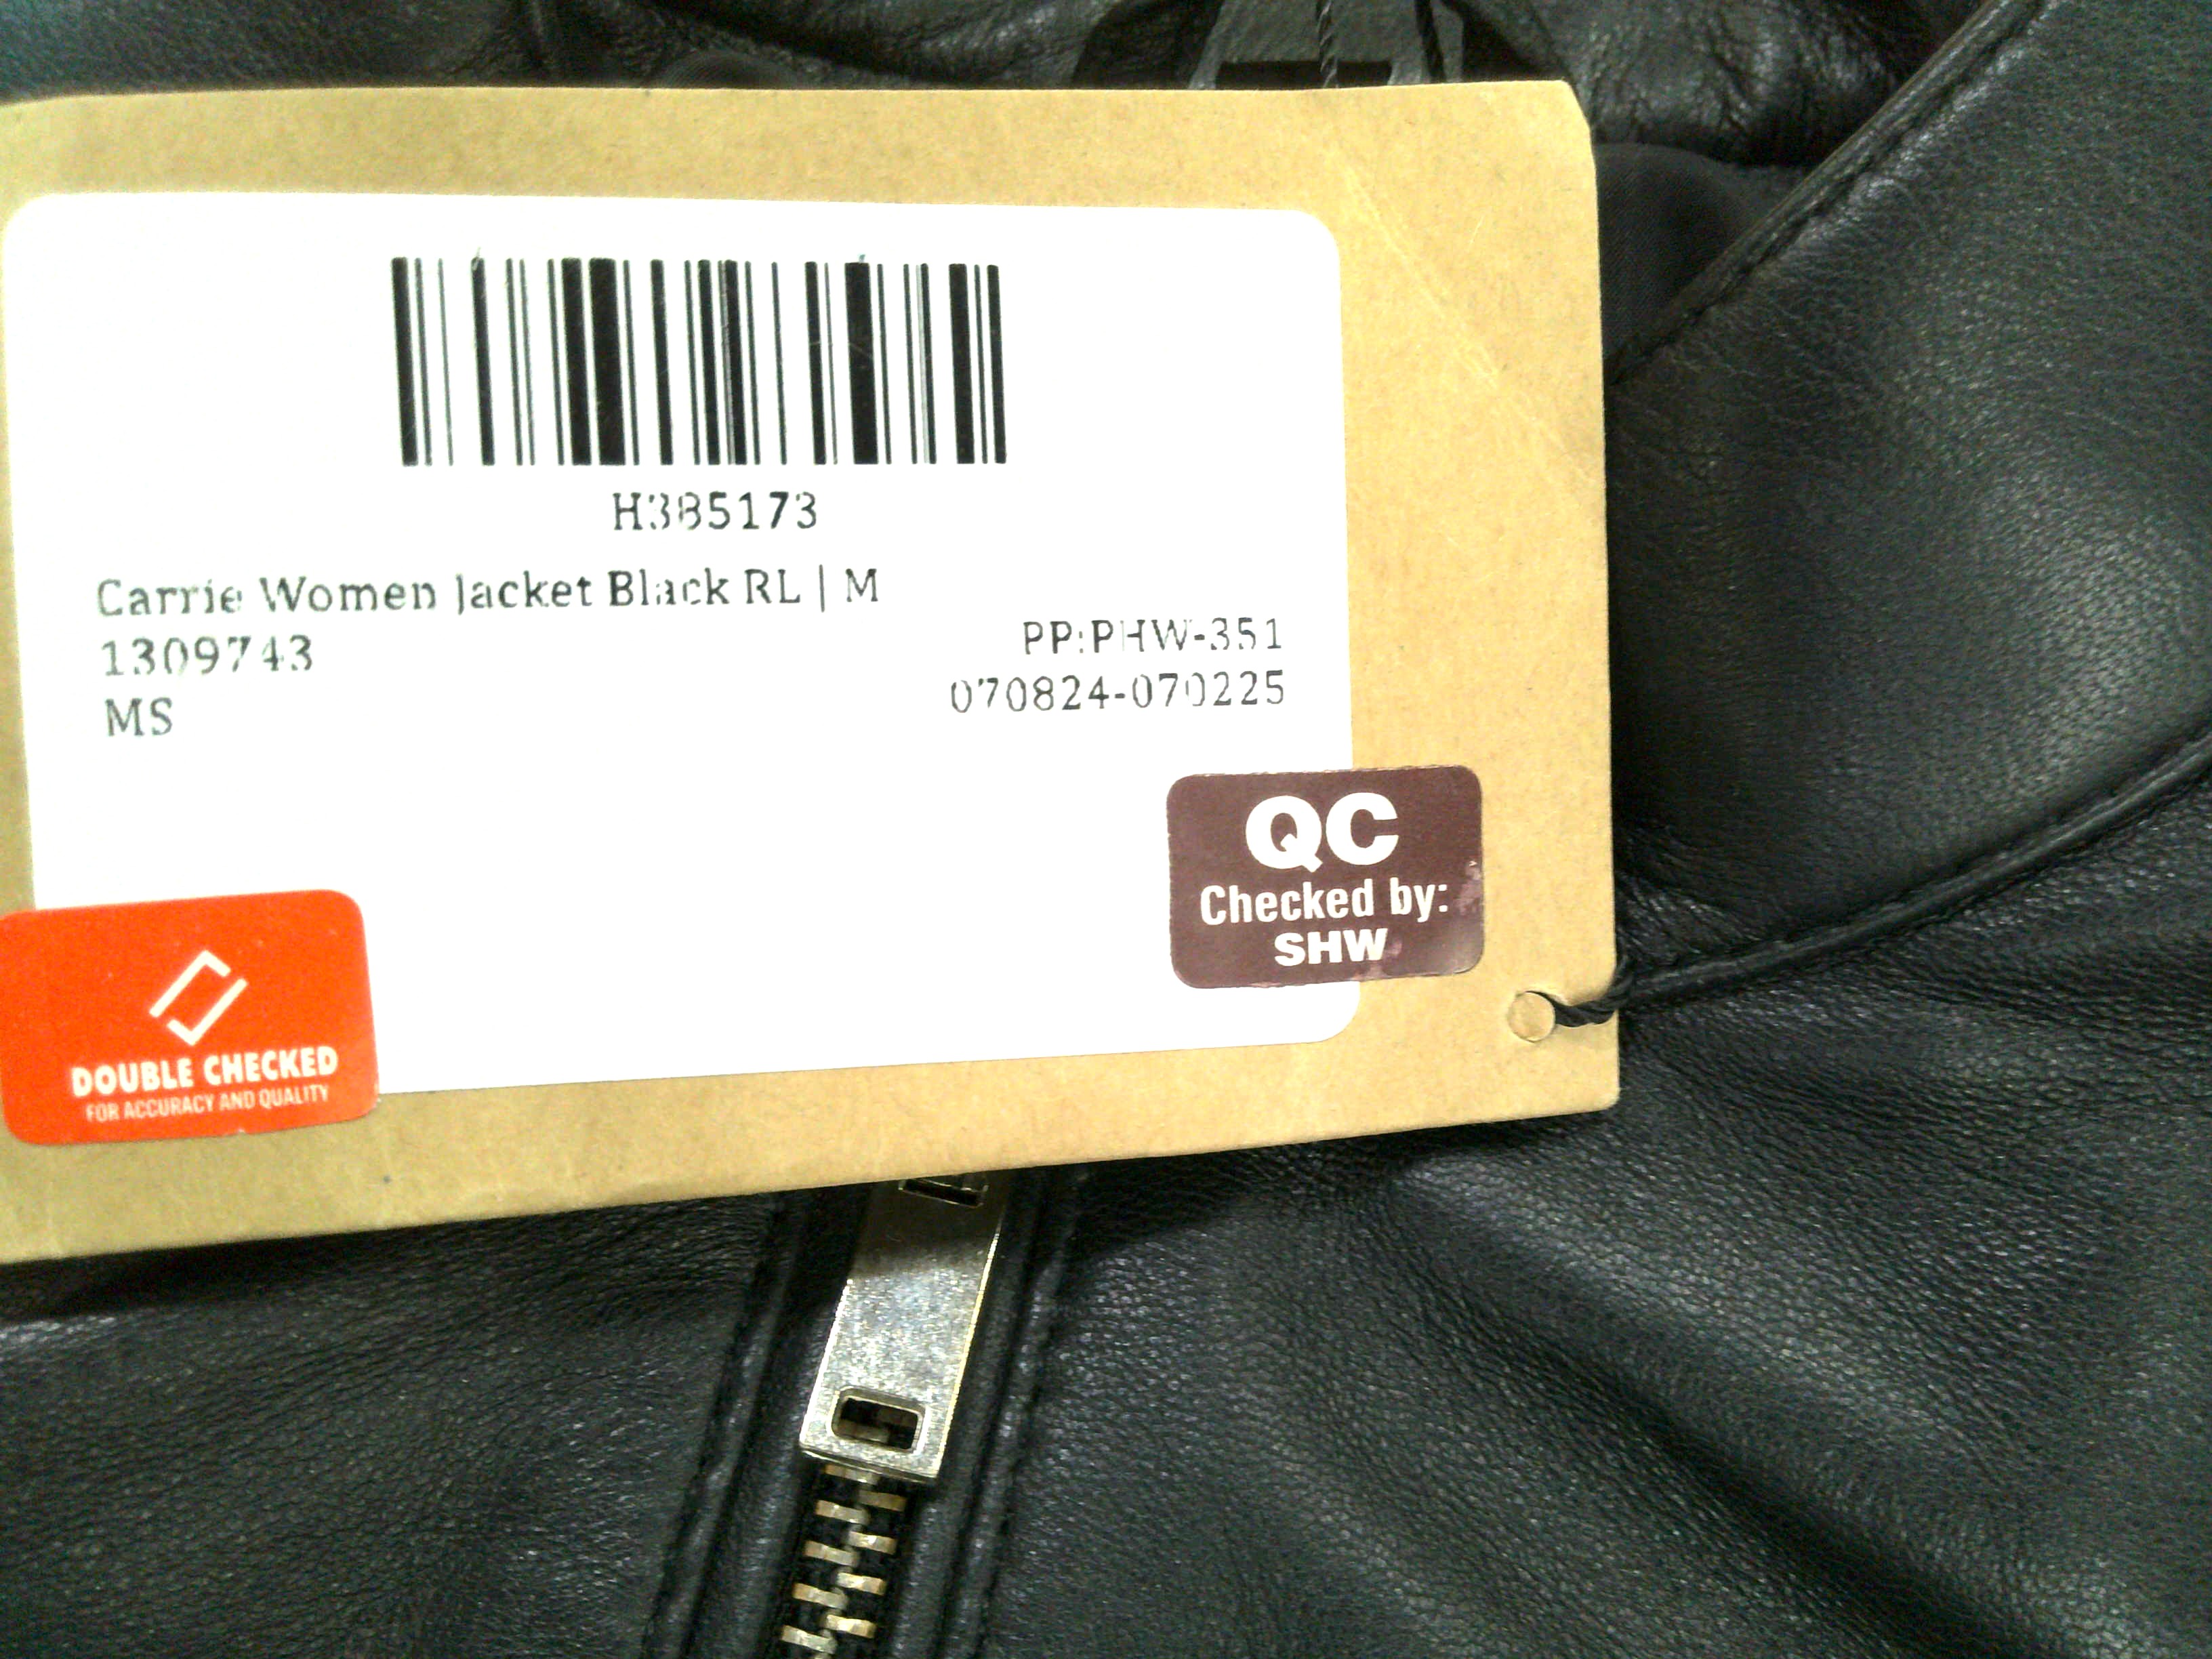 H385173
Carrie Women Jacket Black RL | M
1309743
PP:PHW-351
MS
070824-070225
QC
Checked by:
SHW
DOUBLE CHECKED
FOR ACCURACY AND QUALITY